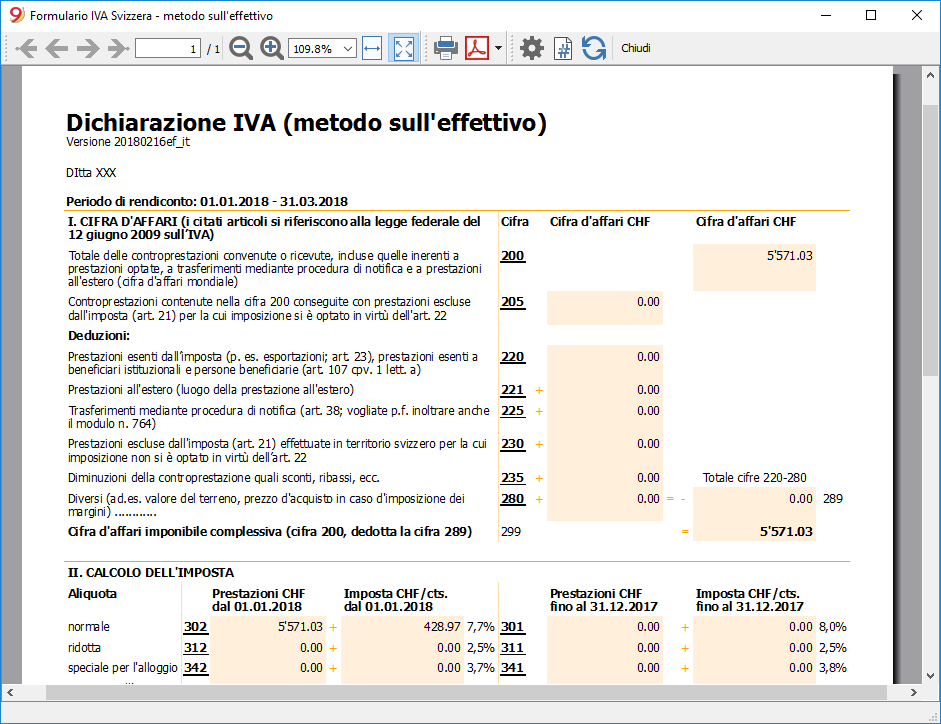 Formulario IVA Svizzera - metodo sull'effettivo
1 / 1 109.8% Chiudi
Dichiarazione IVA (metodo sull'effettivo)
Versione 20180216ef_it
DItta XXX
Periodo di rendiconto: 01.01.2018 - 31.03.2018
I. CIFRA D'AFFARI (i citati articoli si riferiscono alla legge federale del Cifra Cifra d'affari CHF Cifra d'affari CHF
12 giugno 2009 sull'IVA)
Totale delle controprestazioni convenute o ricevute, incluse quelle inerenti a 200 5'571.03
prestazioni optate, a trasferimenti mediante procedura di notifica e a prestazioni
all'estero (cifra d'affari mondiale)
Controprestazioni contenute nella cifra 200 conseguite con prestazioni escluse 205 0.00
dall'imposta (art. 21) per la cui imposizione si è optato in virtù dell'art. 22
Deduzioni:
Prestazioni esenti dall'imposta (p. es. esportazioni; art. 23), prestazioni esenti a 220 0.00
beneficiari istituzionali e persone beneficiarie (art. 107 cpv. 1 lett. a)
Prestazioni all'estero (luogo della prestazione all'estero) 221 + 0.00
Trasferimenti mediante procedura di notifica (art. 38; vogliate p.f. inoltrare anche 225 + 0.00
il modulo n. 764)
Prestazioni escluse dall'imposta (art. 21) effettuate in territorio svizzero per la cui 230 + 0.00
imposizione non si è optato in virtù dell'art. 22
Diminuzioni della controprestazione quali sconti, ribassi, ecc. 235 + 0.00 Totale cifre 220-280
Diversi (ad.es. valore del terreno, prezzo d'acquisto in caso d'imposizione dei 280 + 0.00 = - 0.00 289
margini) ............
Cifra d'affari imponibile complessiva (cifra 200, dedotta la cifra 289) 299 = 5'571.03
II. CALCOLO DELL'IMPOSTA
Aliquota Prestazioni CHF Imposta CHF/cts. Prestazioni CHF Imposta CHF/cts.
dal 01.01.2018 dal 01.01.2018 fino al 31.12.2017 fino al 31.12.2017
normale 302 5'571.03 + 428.97 7,7% 301 0.00 + 0.00 8,0%
ridotta 312 0.00 + 0.00 2,5% 311 0.00 + 0.00 2,5%
speciale per l'alloggio 342 0.00 + 0.00 3,7% 341 0.00 + 0.00 3,8%